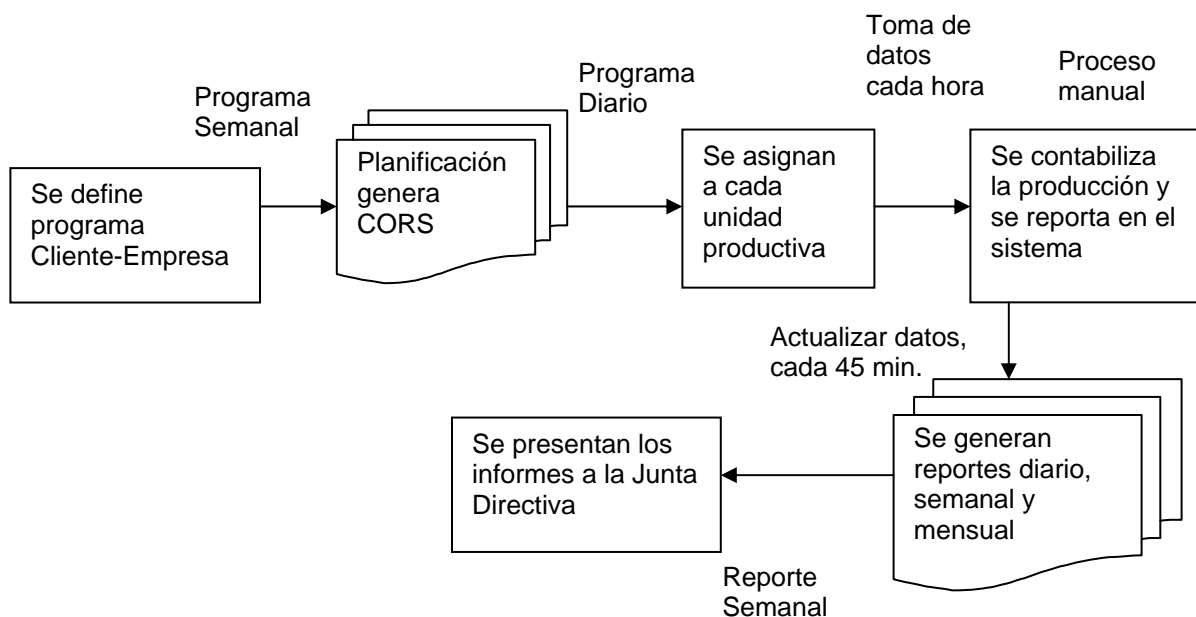 Se define
programa
Cliente-Empresa
Programa
Semanal
Planificación
genera
CORS
Programa
Diario
Se asignan
a cada
unidad
productiva
Toma de
datos
cada hora
Proceso
manual
Se contabiliza
la producción y
se reporta en el
sistema
Actualizar datos,
cada 45 min.
Se generan
reportes diario,
semanal y
mensual
Se presentan los
informes a la Junta
Directiva
Reporte
Semanal